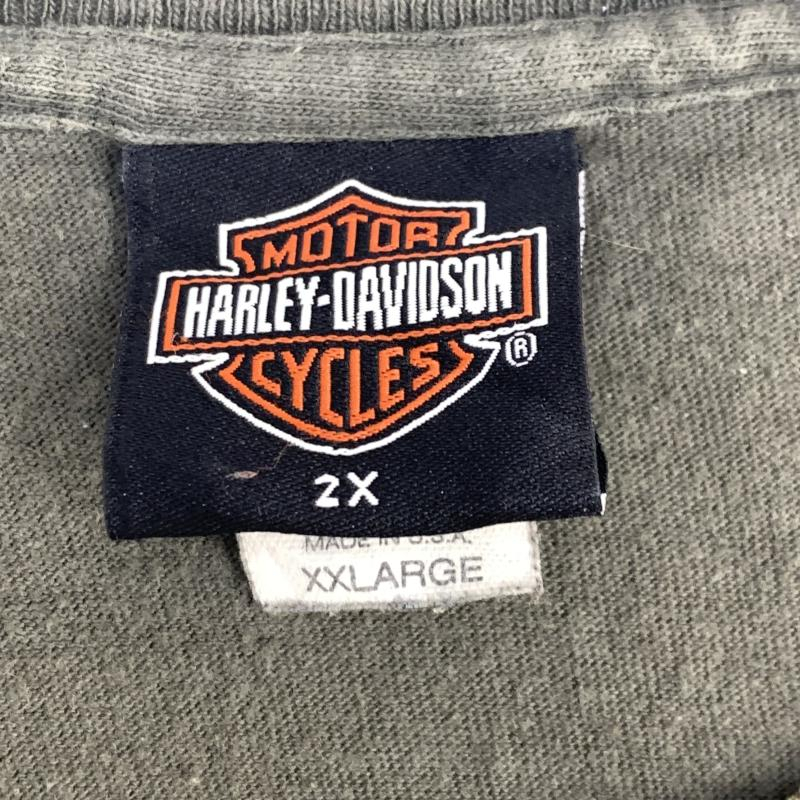 MOTOR
HARLEY-DAVIDSON
CYCLES
®
2X
MADE IN U.S.A.
XXLARGE